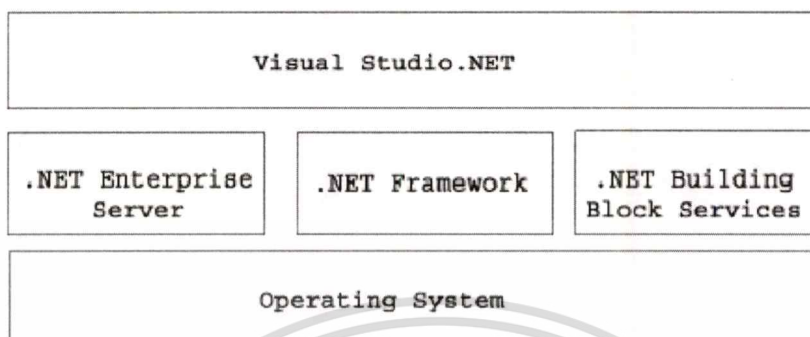 Visual Studio.NET
.NET Enterprise
Server
.NET Framework
.NET Building
Block Services
Operating System